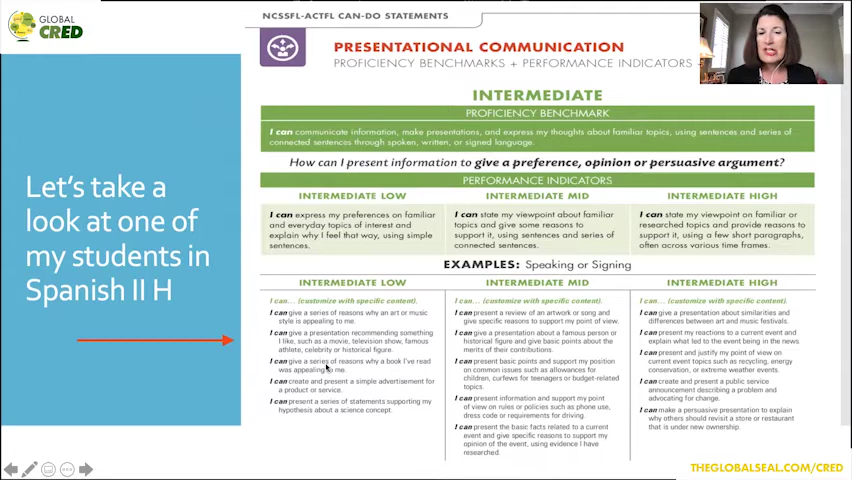 GLOBAL
CRED
NCSSFL-ACTFL CAN-DO STATEMENTS
PRESENTATIONAL COMMUNICATION
PROFICIENCY BENCHMARKS + PERFORMANCE INDICATORS
Let's take a
look at one of
my students in
Spanish II H
INTERMEDIATE
PROFICIENCY BENCHMARK
I can communicate information, make presentations, and express my thoughts about familiar topics, using sentences and series of
connected sentences through spoken, written, or signed language.
How can I present information to give a preference, opinion or persuasive argument?
PERFORMANCE INDICATORS
INTERMEDIATE LOW
I can express my preferences on familiar
and everyday topics of interest and
explain why I feel that way, using simple
sentences.
INTERMEDIATE MID
I can state my viewpoint about familiar
topics and give some reasons to
support it, using sentences and series of
connected sentences.
INTERMEDIATE HIGH
I can state my viewpoint on familiar or
researched topics and provide reasons to
support it, using a few short paragraphs,
often across various time frames.
EXAMPLES: Speaking or Signing
INTERMEDIATE LOW
I can... (customize with specific content).
I can give a series of reasons why an art or music
style is appealing to me.
I can give a presentation recommending something
I like, such as a movie, television show, famous
athlete, celebrity or historical figure.
I can give a series of reasons why a book I've read
was appealing to me.
I can create and present a simple advertisement for
a product or service.
I can present a series of statements supporting my
hypothesis about a science concept.
INTERMEDIATE MID
I can... (customize with specific content).
I can present a review of an artwork or song and
give specific reasons to support my point of view.
I can give a presentation about a famous person or
historical figure and give basic points about the
merits of their contributions.
I can present basic points and support my position
on common issues such as allowances for
children, curfews for teenagers or budget-related
topics.
I can present information and support my point
of view on rules or policies such as phone use,
dress code or requirements for driving.
I can present the basic facts related to a current
event and give specific reasons to support my
opinion of the event, using evidence I have
researched.
INTERMEDIATE HIGH
I can... (customize with specific content).
I can give a presentation about similarities and
differences between art and music festivals.
I can present my reactions to a current event and
explain what led to the event being in the news
I can present and justify my point of view on
current event topics such as recycling, energy
conservation, or extreme weather events.
I can create and present a public service
announcement describing a problem and
advocating for change.
I can make a persuasive presentation to explain
why others should revisit a store or restaurant
that is under new ownership.
THEGLOBALSEAL.COM/CRED